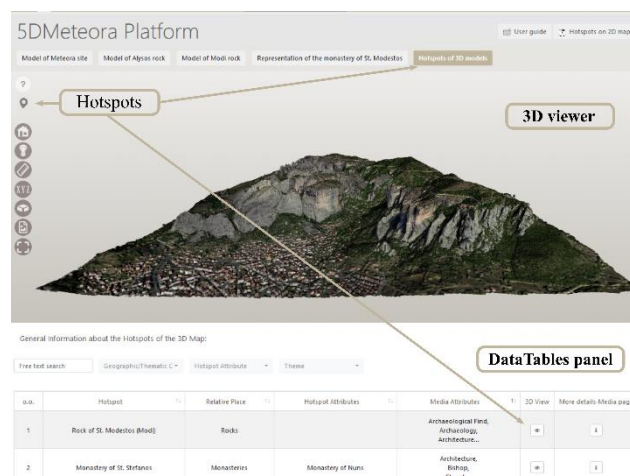 5DMeteora Platform
User guide
Hotspots on 2D map
Model of Meteora site
Model of Alysos rock
Model of Modi rock
Representation of the monastery of St. Modestos
Hotspots of 3D models
?
Hotspots
3D viewer
XYZ
General information about the Hotspots of the 3D Map:
DataTables panel
Free text search
Geographic/Thematic C
Hotspot Attribute
Theme
a.a.
Hotspot
Relative Place
Hotspot Attributes
Media Attributes
3D View
More details-Media pag
1
Rock of St. Modestos (Modi)
Rocks
Archaeological Find,
Archaeology,
Architecture...
2
Monastery of St. Stefanos
Monasteries
Monastery of Nuns
Architecture,
Bishop,